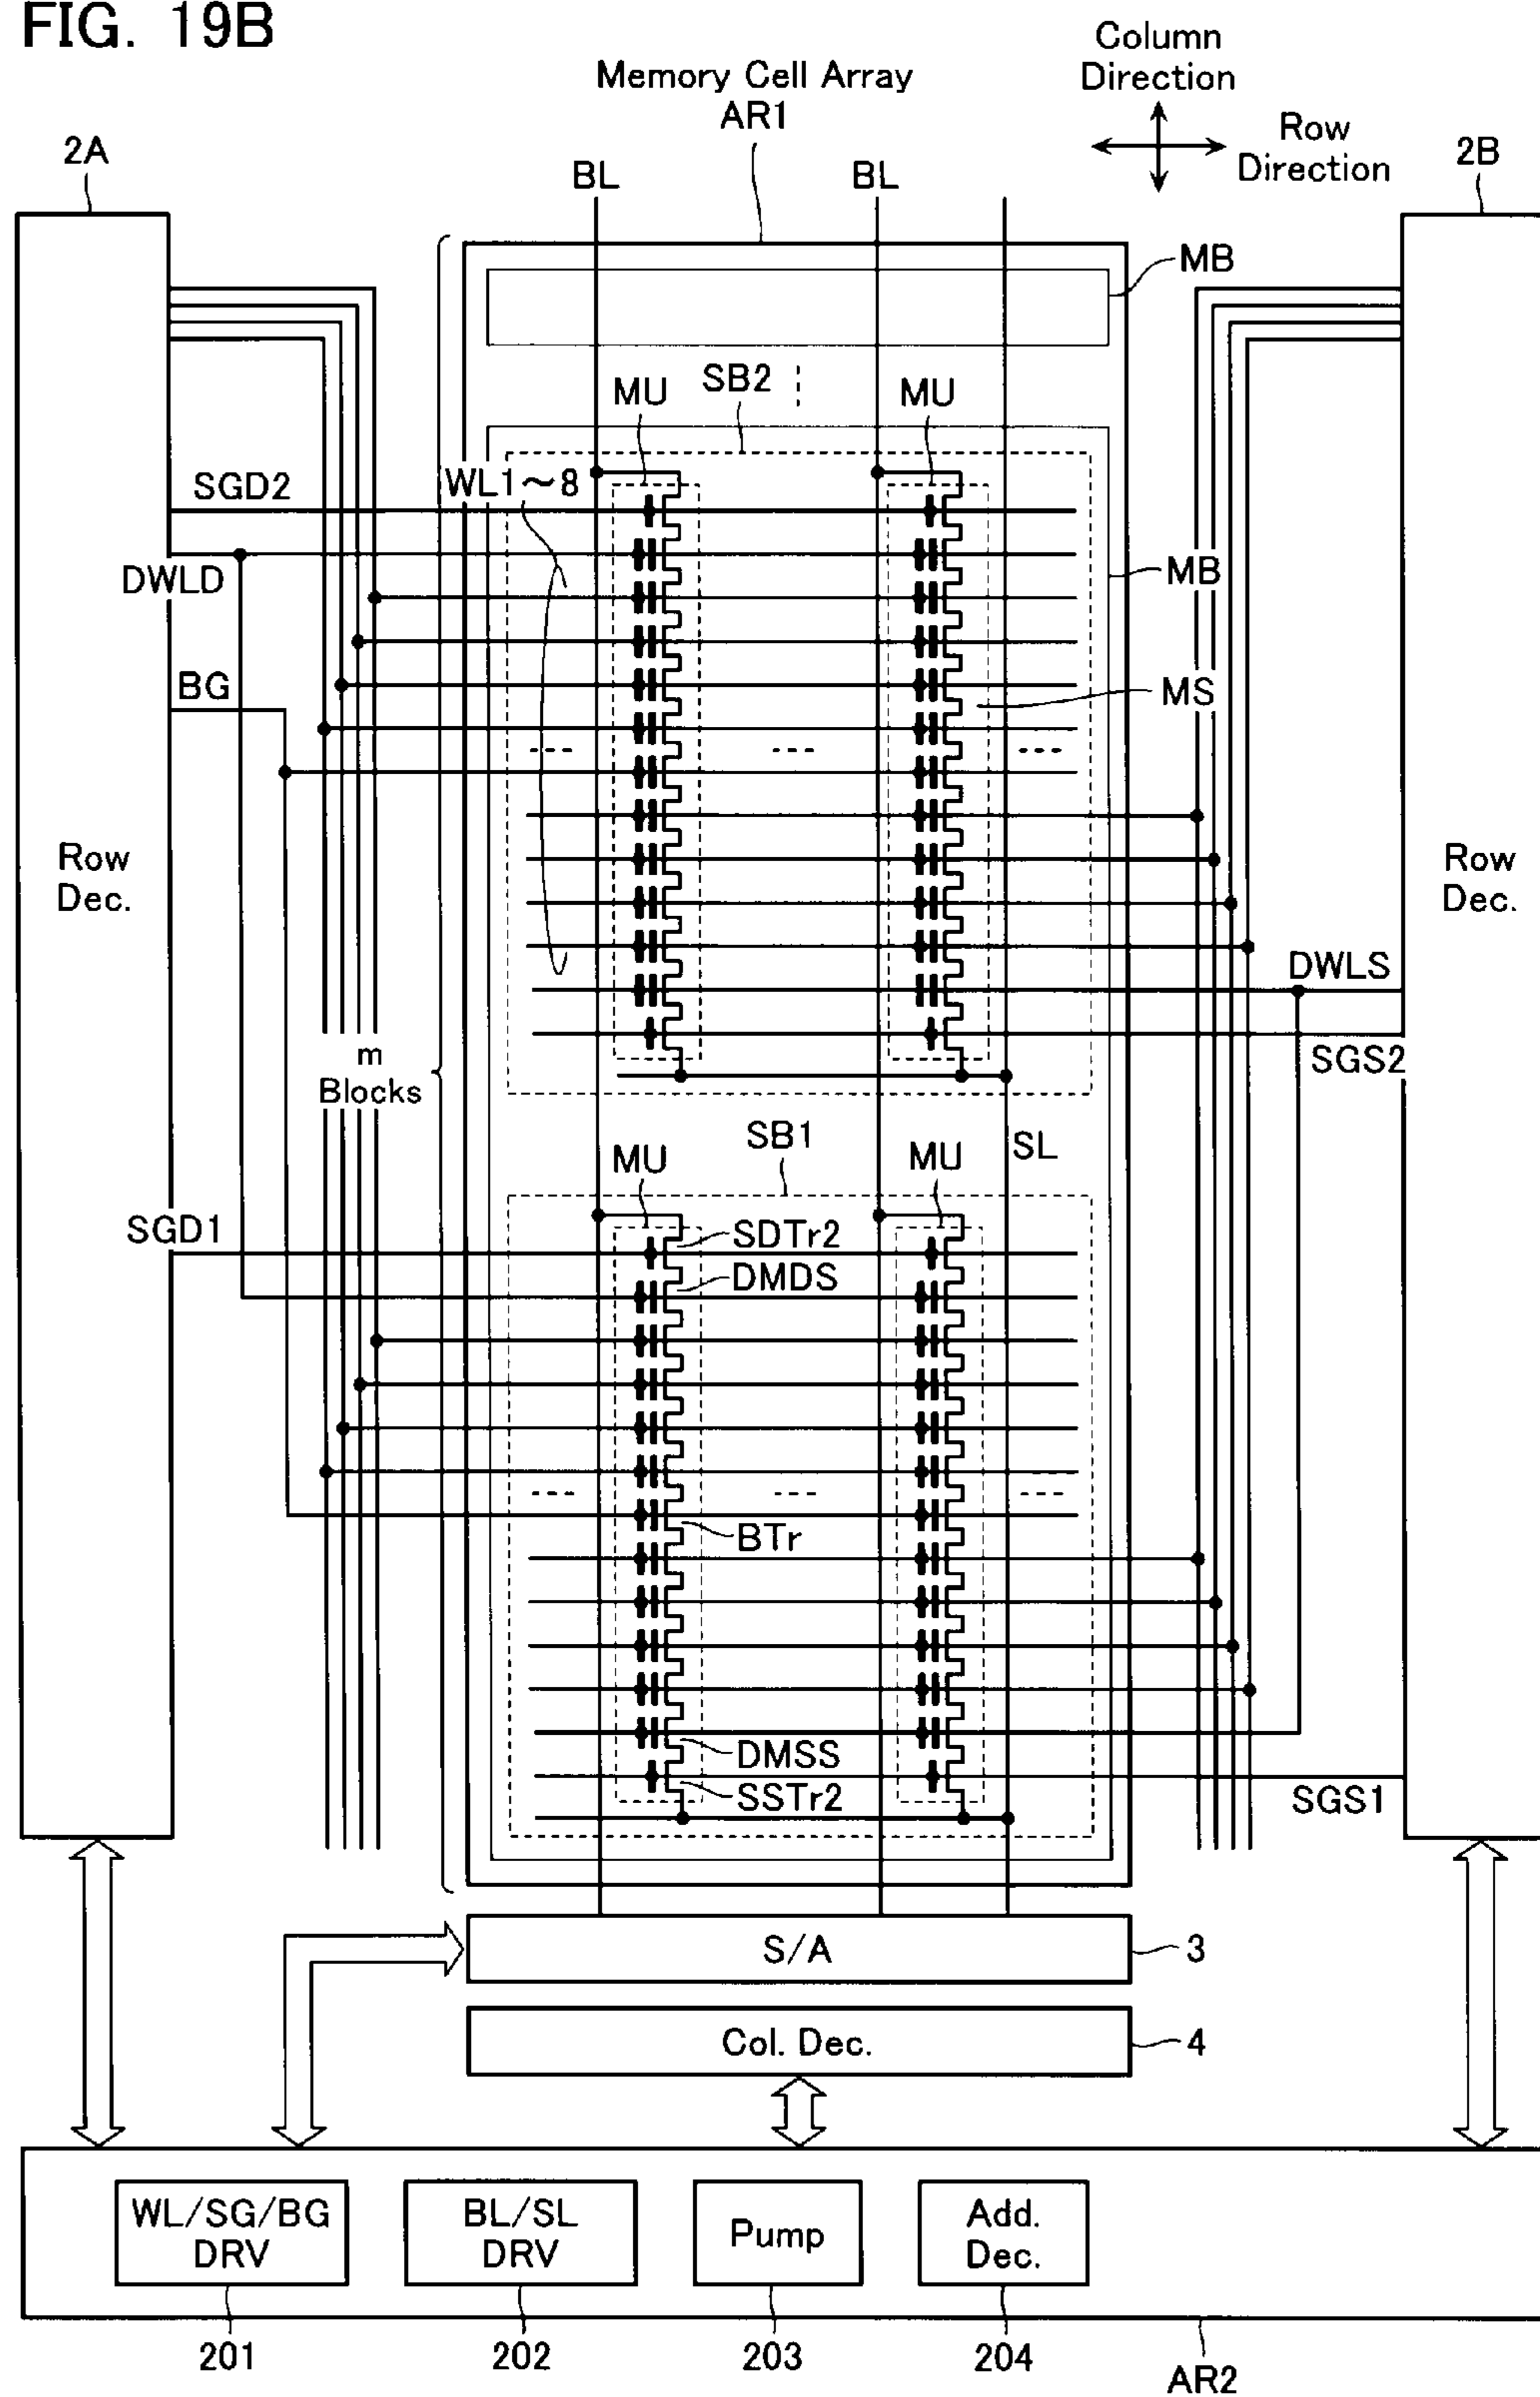 FIG. 19B
Column
Direction
Row
Direction
Memory Cell Array
AR1
2A
2B
BL
BL
MB
SB2
MU
MU
WL1～8
SGD2
DWLD
MB
BG
MS
Row
Dec.
Row
Dec.
DWLS
SGS2
m
Blocks
SB1
SL
MU
MU
SGD1
SDTr2
DMDS
BTr
DMSS
SSTr2
SGS1
S/A
3
Col. Dec.
4
WL/SG/BG
DRV
BL/SL
DRV
Pump
Add.
Dec.
201
202
203
204
AR2